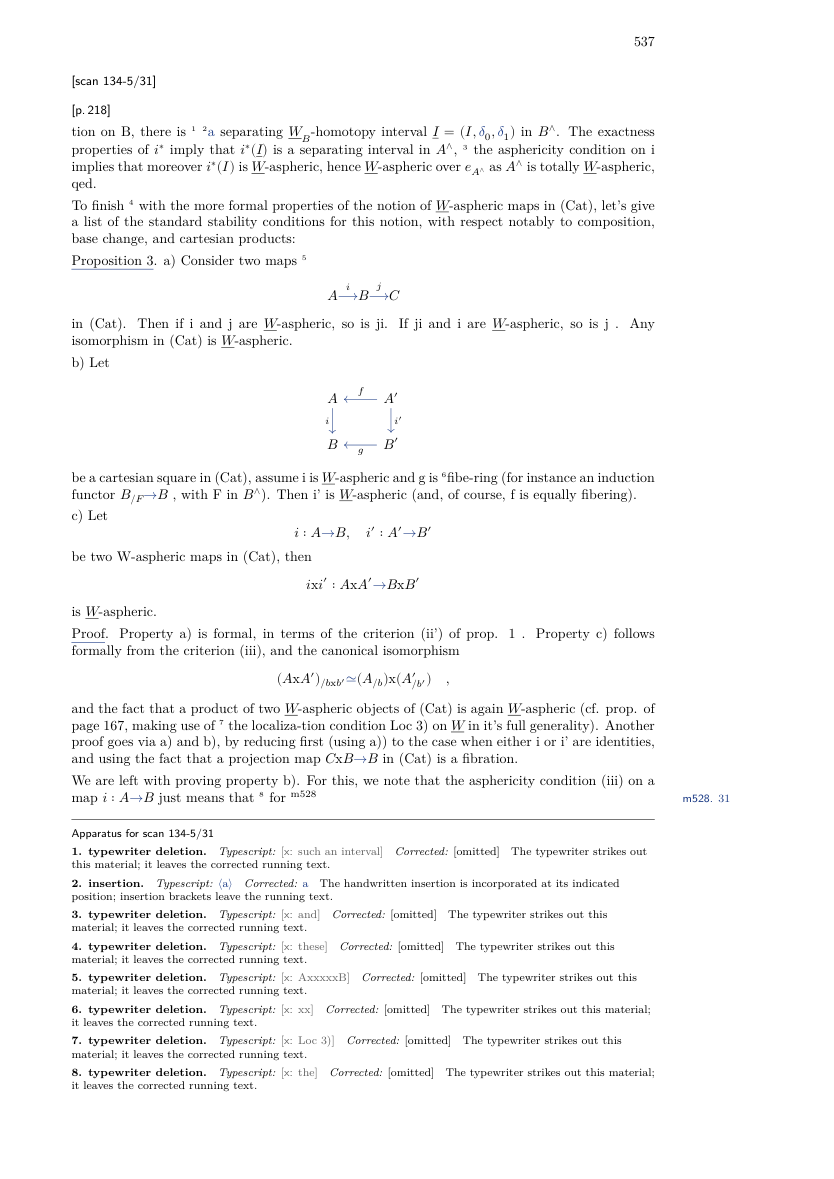 537
[scan 134-5/31]
[p. 218]
tion on B, there is ¹ ²a separating W_B-homotopy interval I = (I, δ₀, δ₁) in B^. The exactness
properties of i* imply that i*(I) is a separating interval in A^, ³ the asphericity condition on i
implies that moreover i*(I) is W-aspheric, hence W-aspheric over e_{A^} as A^ is totally W-aspheric,
qed.
To finish ⁴ with the more formal properties of the notion of W-aspheric maps in (Cat), let's give
a list of the standard stability conditions for this notion, with respect notably to composition,
base change, and cartesian products:
Proposition 3. a) Consider two maps ⁵
A →^i B →^j C
in (Cat). Then if i and j are W-aspheric, so is ji. If ji and i are W-aspheric, so is j . Any
isomorphism in (Cat) is W-aspheric.
b) Let
A ←^f A′
i↓ ↓i′
B ←_g B′
be a cartesian square in (Cat), assume i is W-aspheric and g is ⁶fibe-ring (for instance an induction
functor B_{/F}→B , with F in B^). Then i' is W-aspheric (and, of course, f is equally fibering).
c) Let
i : A→B, i′ : A′→B′
be two W-aspheric maps in (Cat), then
ixi′ : AxA′→BxB′
is W-aspheric.
Proof. Property a) is formal, in terms of the criterion (ii') of prop. 1 . Property c) follows
formally from the criterion (iii), and the canonical isomorphism
(AxA′)_{/bxb′}≃(A_{/b})x(A′_{/b′}) ,
and the fact that a product of two W-aspheric objects of (Cat) is again W-aspheric (cf. prop. of
page 167, making use of ⁷ the localiza-tion condition Loc 3) on W in it's full generality). Another
proof goes via a) and b), by reducing first (using a)) to the case when either i or i' are identities,
and using the fact that a projection map CxB→B in (Cat) is a fibration.
We are left with proving property b). For this, we note that the asphericity condition (iii) on a
map i : A→B just means that ⁸ for ^m528
m528. 31
Apparatus for scan 134-5/31
1. typewriter deletion. Typescript: [x: such an interval] Corrected: [omitted] The typewriter strikes out
this material; it leaves the corrected running text.
2. insertion. Typescript: ⟨a⟩ Corrected: a The handwritten insertion is incorporated at its indicated
position; insertion brackets leave the running text.
3. typewriter deletion. Typescript: [x: and] Corrected: [omitted] The typewriter strikes out this
material; it leaves the corrected running text.
4. typewriter deletion. Typescript: [x: these] Corrected: [omitted] The typewriter strikes out this
material; it leaves the corrected running text.
5. typewriter deletion. Typescript: [x: AxxxxxB] Corrected: [omitted] The typewriter strikes out this
material; it leaves the corrected running text.
6. typewriter deletion. Typescript: [x: xx] Corrected: [omitted] The typewriter strikes out this material;
it leaves the corrected running text.
7. typewriter deletion. Typescript: [x: Loc 3)] Corrected: [omitted] The typewriter strikes out this
material; it leaves the corrected running text.
8. typewriter deletion. Typescript: [x: the] Corrected: [omitted] The typewriter strikes out this material;
it leaves the corrected running text.